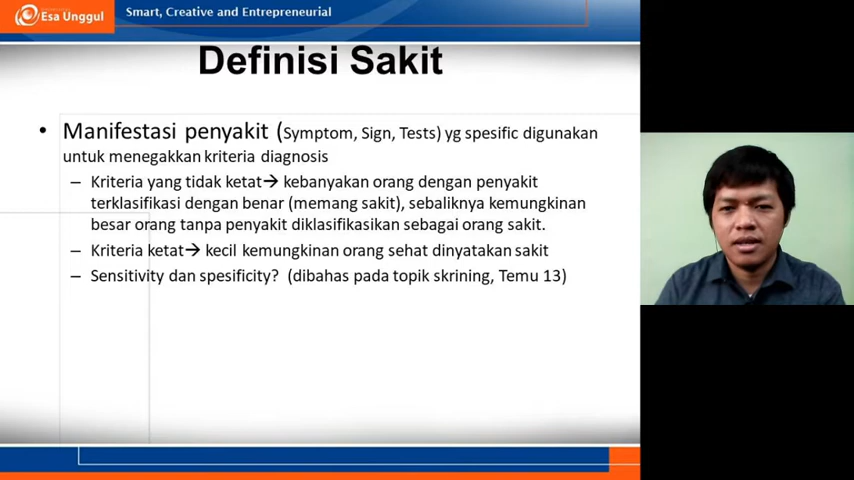 Esa Unggul
Smart, Creative and Entrepreneurial
Definisi Sakit
• Manifestasi penyakit (Symptom, Sign, Tests) yg spesific digunakan
untuk menegakkan kriteria diagnosis
– Kriteria yang tidak ketat→ kebanyakan orang dengan penyakit
terklasifikasi dengan benar (memang sakit), sebaliknya kemungkinan
besar orang tanpa penyakit diklasifikasikan sebagai orang sakit.
– Kriteria ketat→ kecil kemungkinan orang sehat dinyatakan sakit
– Sensitivity dan spesificity? (dibahas pada topik skrining, Temu 13)